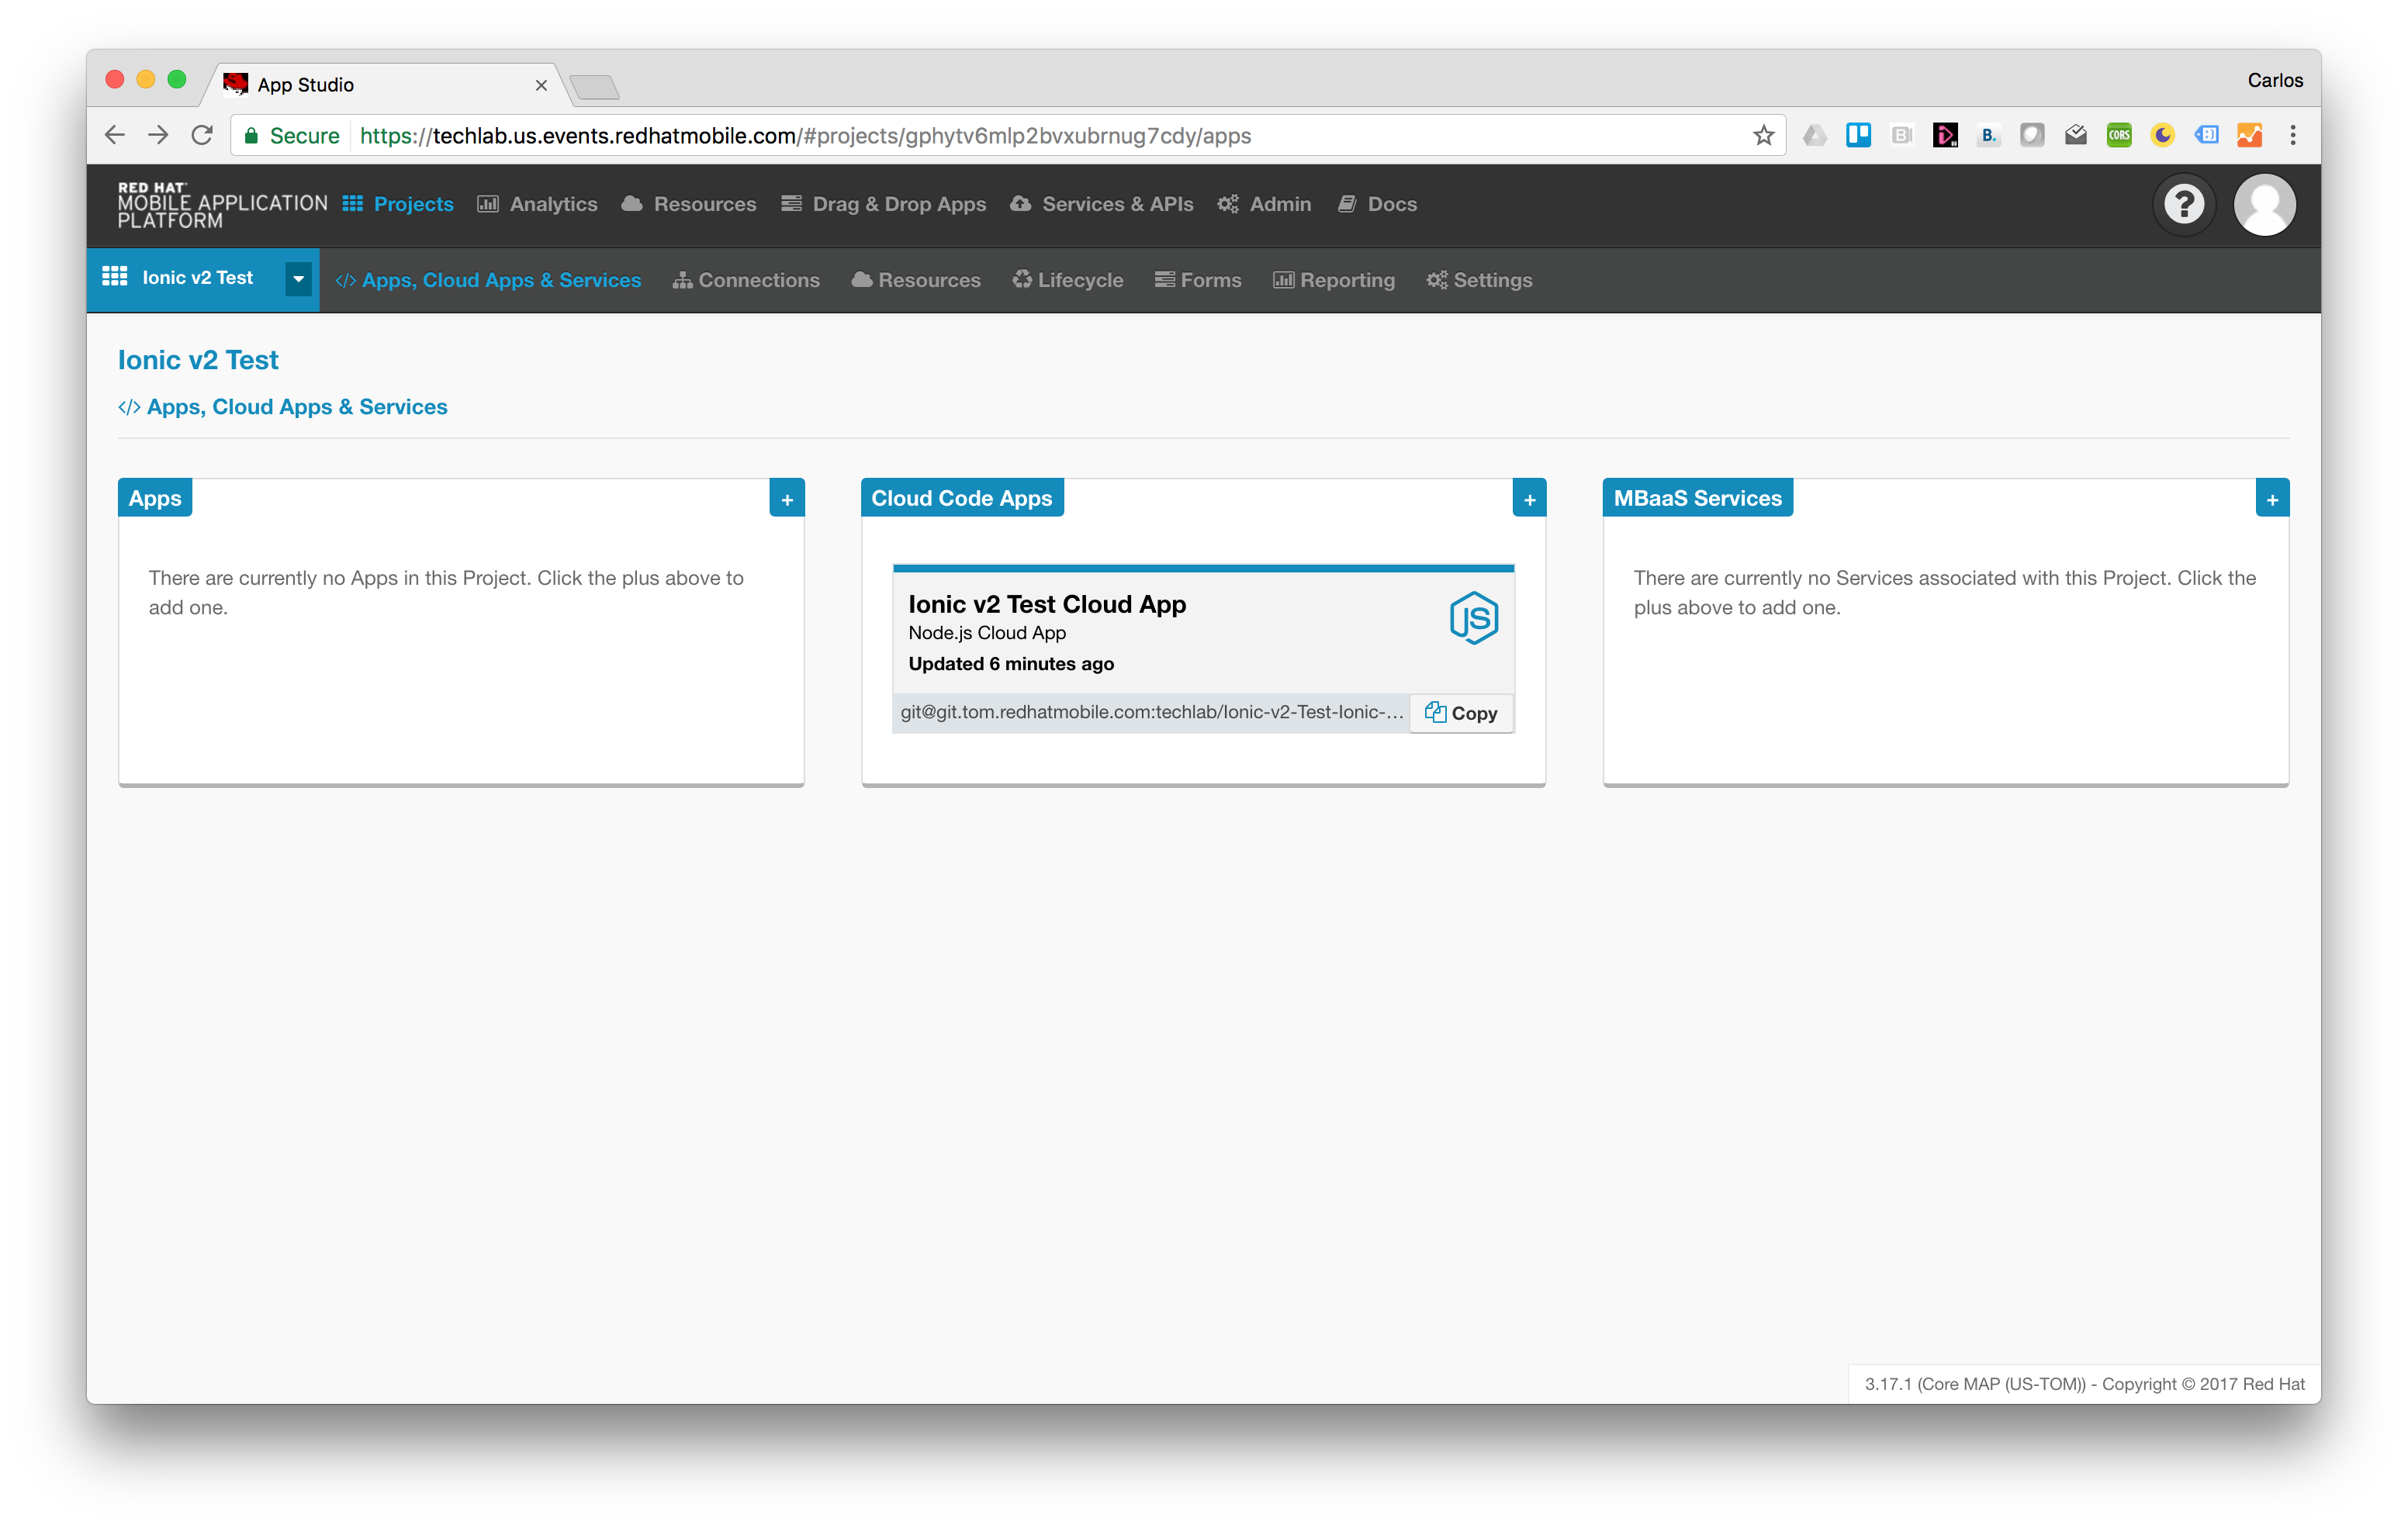 App Studio
Carlos
Secure https://techlab.us.events.redhatmobile.com/#projects/gphytv6mlp2bvxubrnug7cdy/apps
B. CORS
RED HAT
MOBILE APPLICATION
PLATFORM
Projects Analytics Resources Drag & Drop Apps Services & APIs Admin Docs ?
Ionic v2 Test </> Apps, Cloud Apps & Services Connections Resources Lifecycle Forms Reporting Settings
Ionic v2 Test
</> Apps, Cloud Apps & Services
Apps +
There are currently no Apps in this Project. Click the plus above to
add one.
Cloud Code Apps +
Ionic v2 Test Cloud App
Node.js Cloud App
Updated 6 minutes ago
JS
git@git.tom.redhatmobile.com:techlab/Ionic-v2-Test-Ionic-... Copy
MBaaS Services +
There are currently no Services associated with this Project. Click the
plus above to add one.
3.17.1 (Core MAP (US-TOM)) - Copyright © 2017 Red Hat